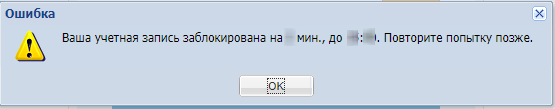 Ошибка
Ваша учетная запись заблокирована на мин., до : . Повторите попытку позже.
OK